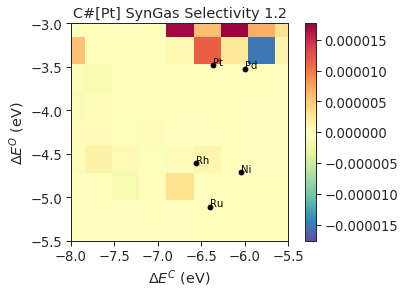 C#[Pt] SynGas Selectivity 1.2
−3.0
−3.5
−4.0
−4.5
−5.0
−5.5
ΔE^O (eV)
Pt
Pd
Rh
Ni
Ru
−8.0 −7.5 −7.0 −6.5 −6.0 −5.5
ΔE^C (eV)
0.000015
0.000010
0.000005
0.000000
−0.000005
−0.000010
−0.000015